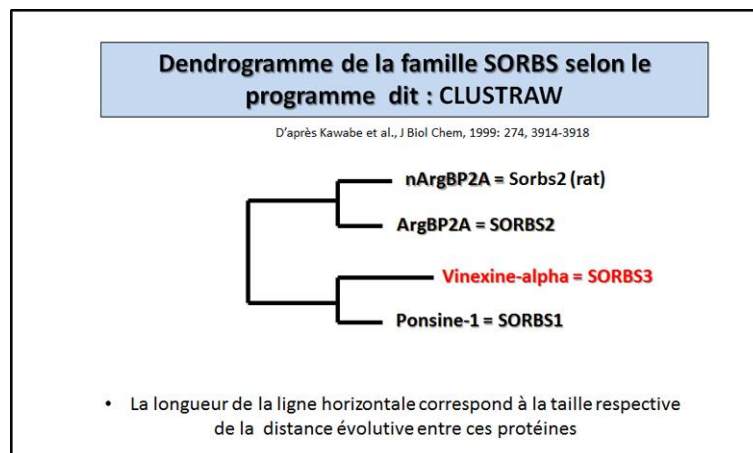 Dendrogramme de la famille SORBS selon le
programme dit : CLUSTRAW
D'après Kawabe et al., J Biol Chem, 1999: 274, 3914-3918
nArgBP2A = Sorbs2 (rat)
ArgBP2A = SORBS2
Vinexine-alpha = SORBS3
Ponsine-1 = SORBS1
• La longueur de la ligne horizontale correspond à la taille respective
de la distance évolutive entre ces protéines